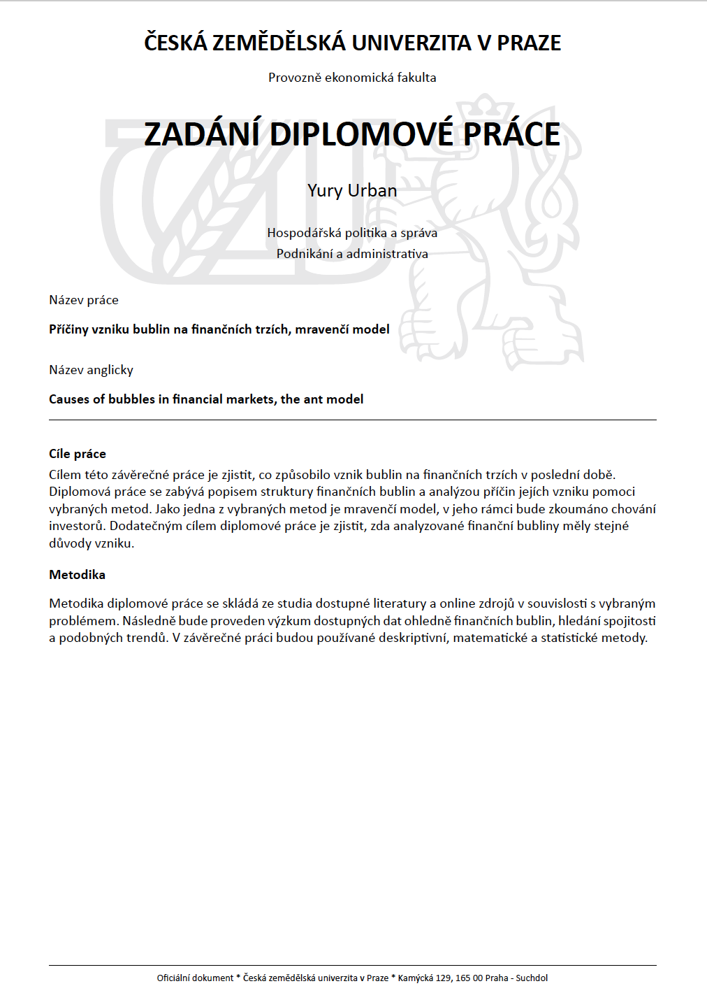 ČESKÁ ZEMĚDĚLSKÁ UNIVERZITA V PRAZE
Provozně ekonomická fakulta
ZADÁNÍ DIPLOMOVÉ PRÁCE
Yury Urban
Hospodářská politika a správa
Podnikání a administrativa
Název práce
Příčiny vzniku bublin na finančních trzích, mravenčí model
Název anglicky
Causes of bubbles in financial markets, the ant model
Cíle práce
Cílem této závěrečné práce je zjistit, co způsobilo vznik bublin na finančních trzích v poslední době.
Diplomová práce se zabývá popisem struktury finančních bublin a analýzou příčin jejích vzniku pomoci
vybraných metod. Jako jedna z vybraných metod je mravenčí model, v jeho rámci bude zkoumáno chování
investorů. Dodatečným cílem diplomové práce je zjistit, zda analyzované finanční bubliny měly stejné
důvody vzniku.
Metodika
Metodika diplomové práce se skládá ze studia dostupné literatury a online zdrojů v souvislosti s vybraným
problémem. Následně bude proveden výzkum dostupných dat ohledně finančních bublin, hledání spojitosti
a podobných trendů. V závěrečné práci budou používané deskriptivní, matematické a statistické metody.
Oficiální dokument * Česká zemědělská univerzita v Praze * Kamýcká 129, 165 00 Praha - Suchdol